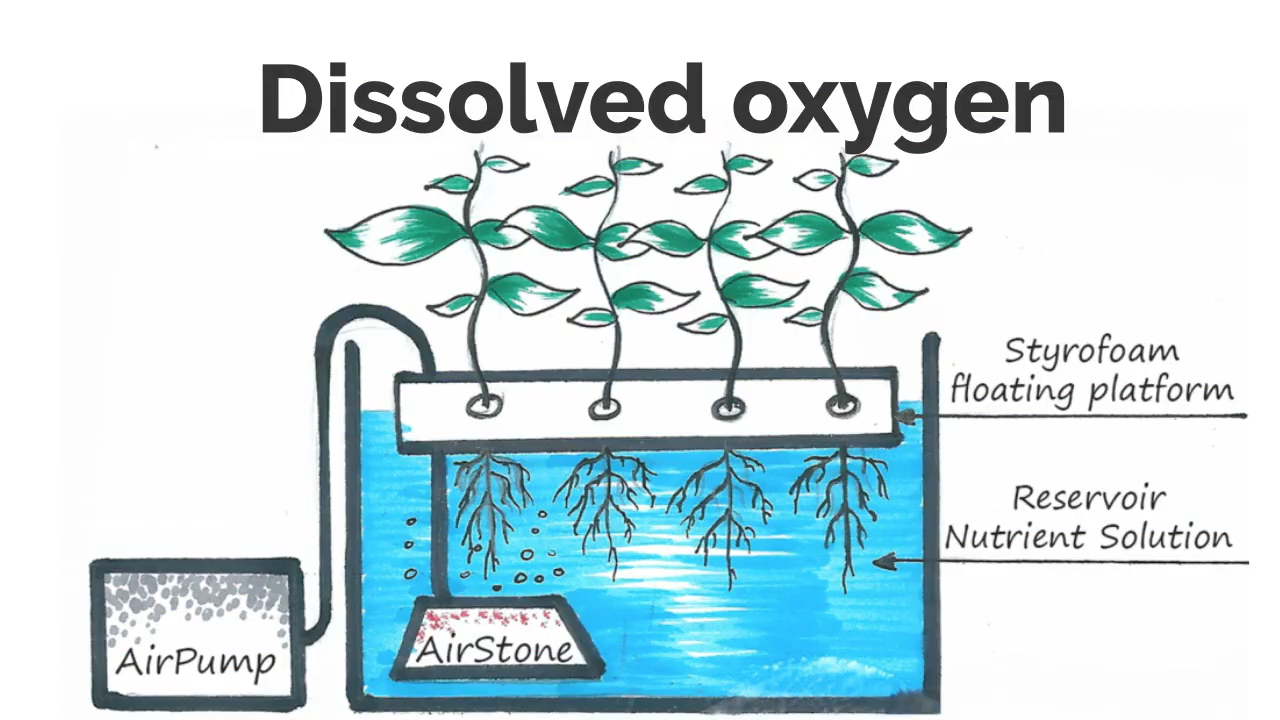 Dissolved oxygen
Styrofoam
floating platform
Reservoir
Nutrient Solution
AirPump
AirStone